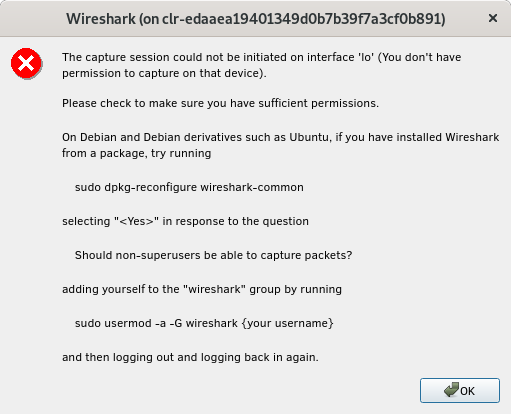 Wireshark (on clr-edaaea19401349d0b7b39f7a3cf0b891)
The capture session could not be initiated on interface 'lo' (You don't have
permission to capture on that device).
Please check to make sure you have sufficient permissions.
On Debian and Debian derivatives such as Ubuntu, if you have installed Wireshark
from a package, try running
sudo dpkg-reconfigure wireshark-common
selecting "<Yes>" in response to the question
Should non-superusers be able to capture packets?
adding yourself to the "wireshark" group by running
sudo usermod -a -G wireshark {your username}
and then logging out and logging back in again.
OK